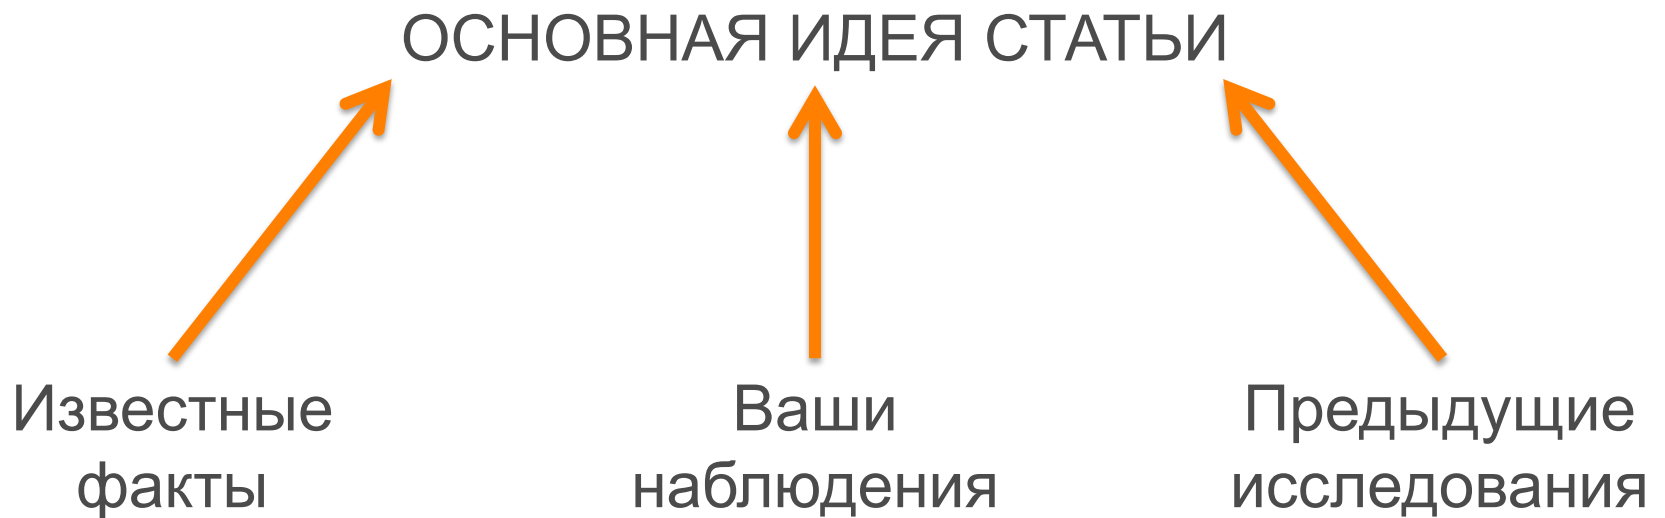 ОСНОВНАЯ ИДЕЯ СТАТЬИ
Известные
факты
Ваши
наблюдения
Предыдущие
исследования